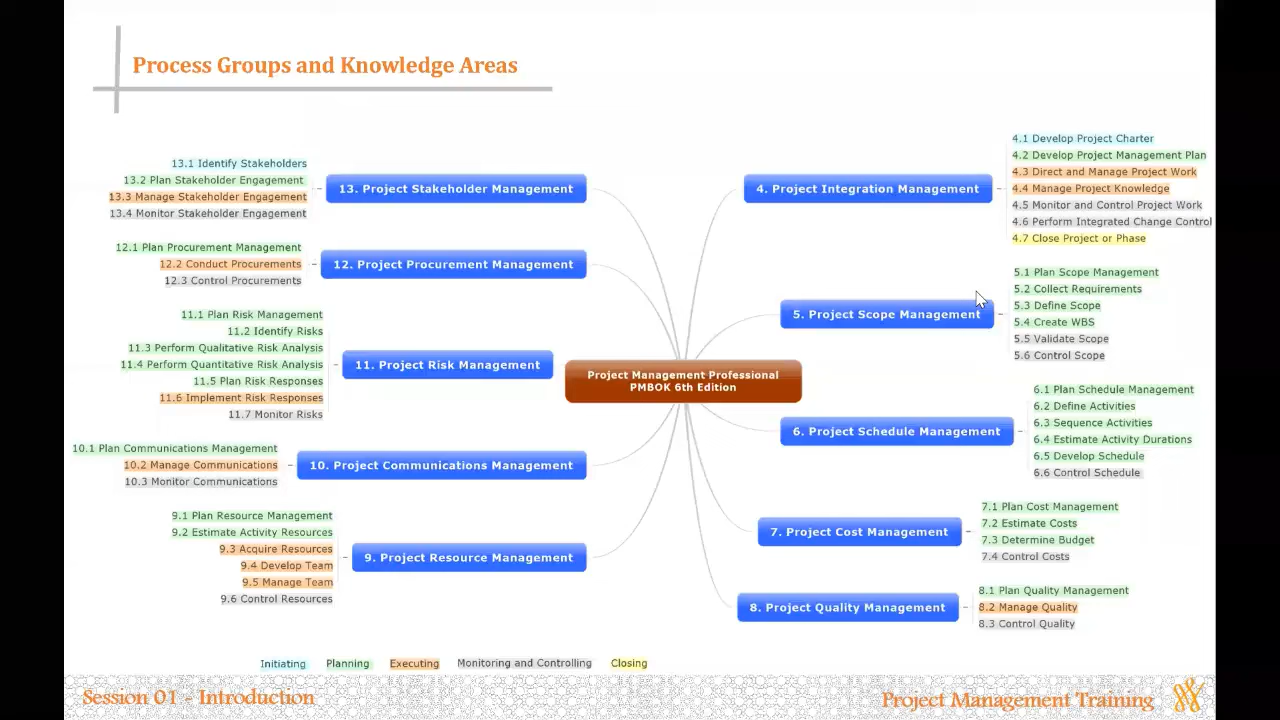 Process Groups and Knowledge Areas
13.1 Identify Stakeholders
13.2 Plan Stakeholder Engagement
13.3 Manage Stakeholder Engagement
13.4 Monitor Stakeholder Engagement
13. Project Stakeholder Management
12.1 Plan Procurement Management
12.2 Conduct Procurements
12.3 Control Procurements
12. Project Procurement Management
11.1 Plan Risk Management
11.2 Identify Risks
11.3 Perform Qualitative Risk Analysis
11.4 Perform Quantitative Risk Analysis
11.5 Plan Risk Responses
11.6 Implement Risk Responses
11.7 Monitor Risks
11. Project Risk Management
10.1 Plan Communications Management
10.2 Manage Communications
10.3 Monitor Communications
10. Project Communications Management
9.1 Plan Resource Management
9.2 Estimate Activity Resources
9.3 Acquire Resources
9.4 Develop Team
9.5 Manage Team
9.6 Control Resources
9. Project Resource Management
Project Management Professional
PMBOK 6th Edition
4. Project Integration Management
4.1 Develop Project Charter
4.2 Develop Project Management Plan
4.3 Direct and Manage Project Work
4.4 Manage Project Knowledge
4.5 Monitor and Control Project Work
4.6 Perform Integrated Change Control
4.7 Close Project or Phase
5. Project Scope Management
5.1 Plan Scope Management
5.2 Collect Requirements
5.3 Define Scope
5.4 Create WBS
5.5 Validate Scope
5.6 Control Scope
6. Project Schedule Management
6.1 Plan Schedule Management
6.2 Define Activities
6.3 Sequence Activities
6.4 Estimate Activity Durations
6.5 Develop Schedule
6.6 Control Schedule
7. Project Cost Management
7.1 Plan Cost Management
7.2 Estimate Costs
7.3 Determine Budget
7.4 Control Costs
8. Project Quality Management
8.1 Plan Quality Management
8.2 Manage Quality
8.3 Control Quality
Initiating Planning Executing Monitoring and Controlling Closing
Session 01 - Introduction
Project Management Training